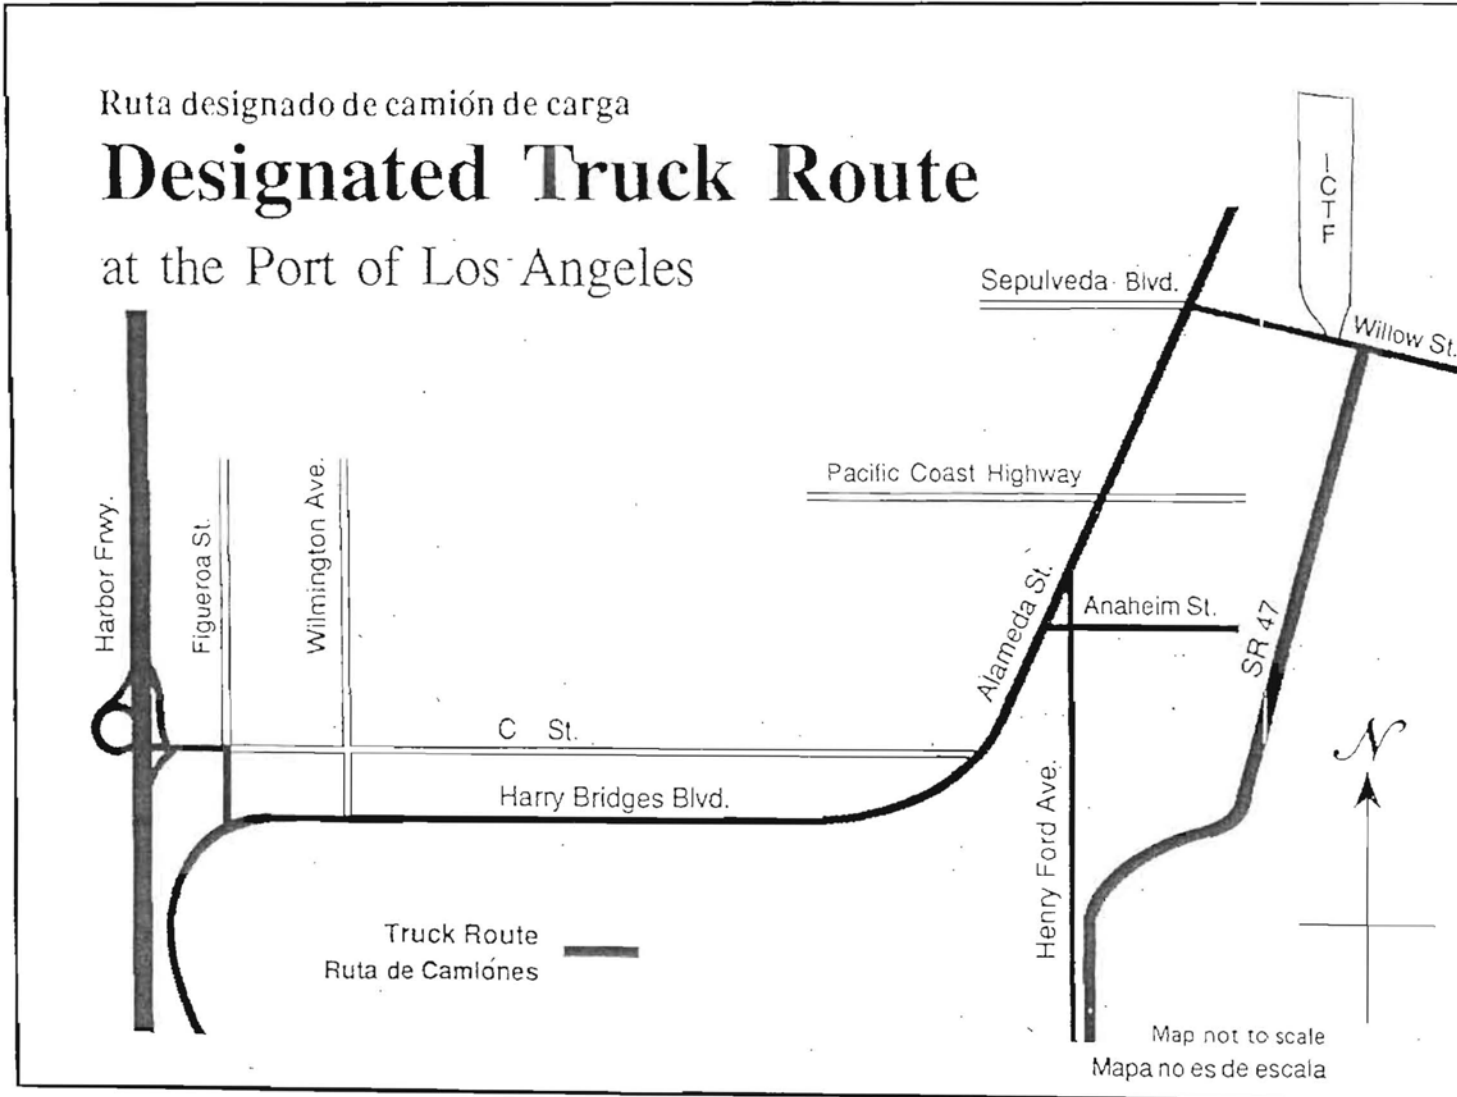 Ruta designado de camión de carga
Designated Truck Route
at the Port of Los Angeles
I
C
T
F
Sepulveda Blvd.
Willow St.
Pacific Coast Highway
Harbor Frwy.
Figueroa St.
Wilmington Ave.
Alameda St.
Anaheim St.
SR 47
C St.
Harry Bridges Blvd.
Henry Ford Ave.
N
Truck Route
Ruta de Camiónes
Map not to scale
Mapa no es de escala